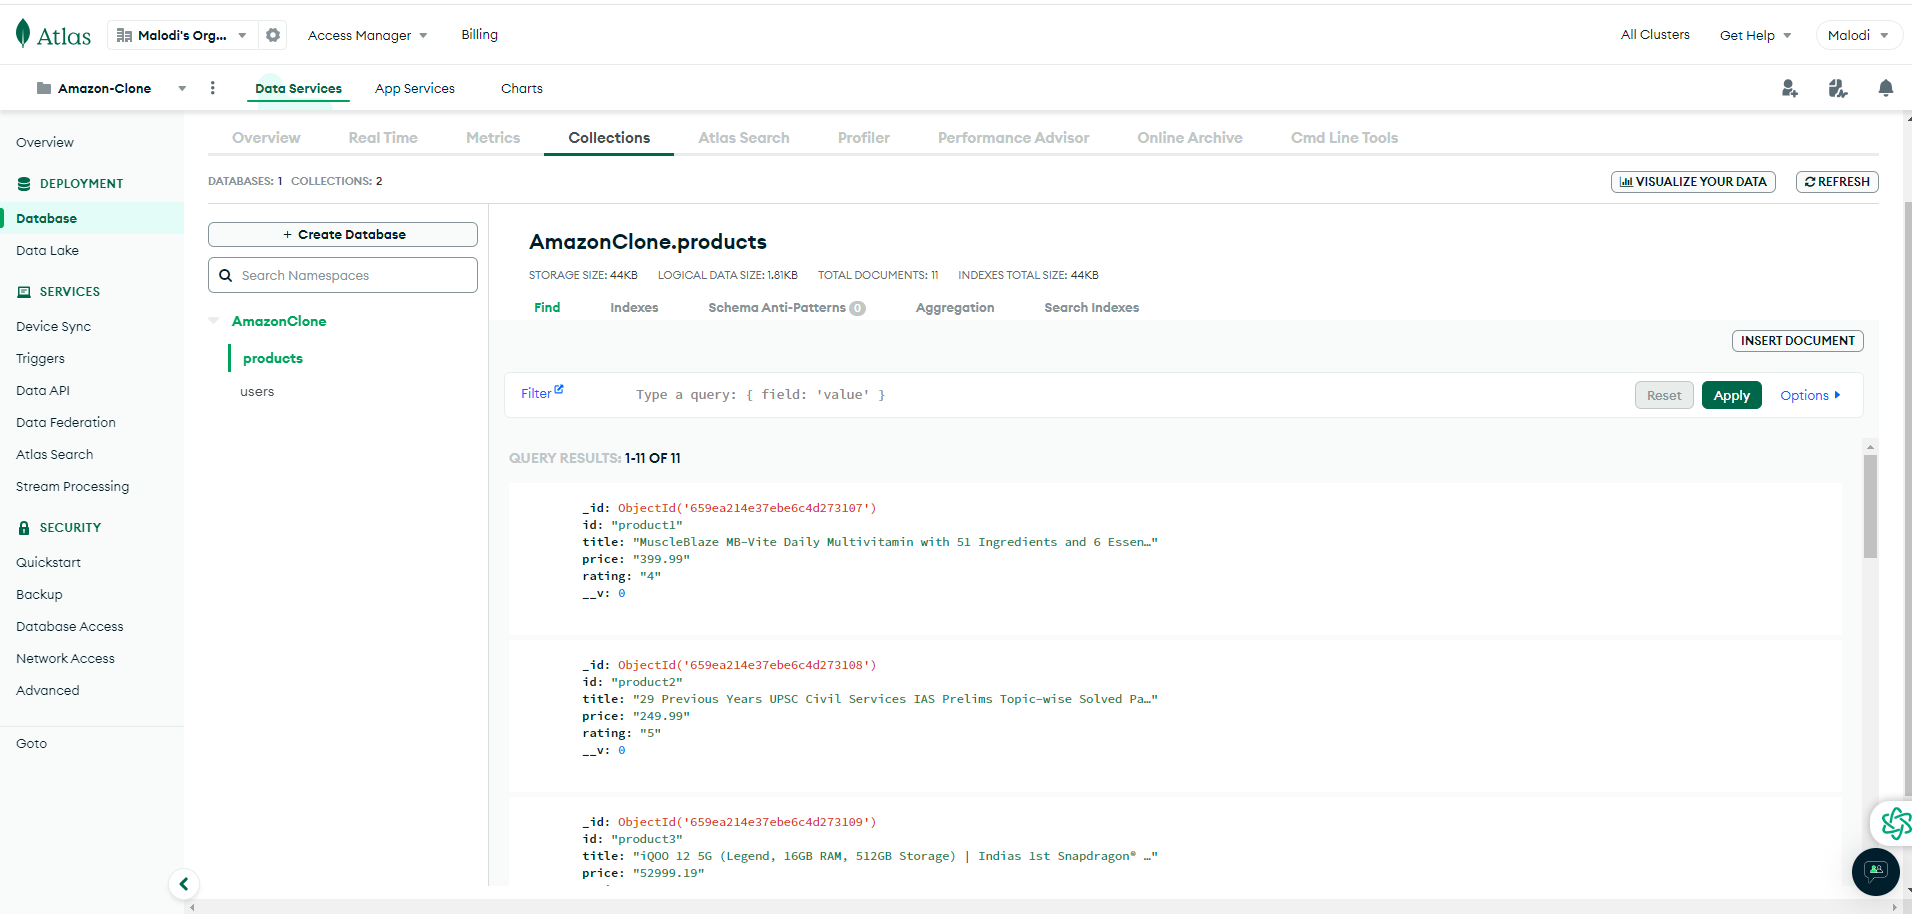 Atlas
Malodi's Org...
Access Manager
Billing
All Clusters
Get Help
Malodi
Amazon-Clone
Data Services
App Services
Charts
Overview
DEPLOYMENT
Database
Data Lake
SERVICES
Device Sync
Triggers
Data API
Data Federation
Atlas Search
Stream Processing
SECURITY
Quickstart
Backup
Database Access
Network Access
Advanced
Goto
Overview
Real Time
Metrics
Collections
Atlas Search
Profiler
Performance Advisor
Online Archive
Cmd Line Tools
DATABASES: 1 COLLECTIONS: 2
VISUALIZE YOUR DATA
REFRESH
+ Create Database
Search Namespaces
AmazonClone
products
users
AmazonClone.products
STORAGE SIZE: 44KB LOGICAL DATA SIZE: 1.81KB TOTAL DOCUMENTS: 11 INDEXES TOTAL SIZE: 44KB
Find
Indexes
Schema Anti-Patterns 0
Aggregation
Search Indexes
INSERT DOCUMENT
Filter
Type a query: { field: 'value' }
Reset
Apply
Options
QUERY RESULTS: 1-11 OF 11
_id: ObjectId('659ea214e37ebe6c4d273107')
id: "product1"
title: "MuscleBlaze MB-Vite Daily Multivitamin with 51 Ingredients and 6 Essen…"
price: "399.99"
rating: "4"
__v: 0
_id: ObjectId('659ea214e37ebe6c4d273108')
id: "product2"
title: "29 Previous Years UPSC Civil Services IAS Prelims Topic-wise Solved Pa…"
price: "249.99"
rating: "5"
__v: 0
_id: ObjectId('659ea214e37ebe6c4d273109')
id: "product3"
title: "iQOO 12 5G (Legend, 16GB RAM, 512GB Storage) | Indias 1st Snapdragon® …"
price: "52999.19"